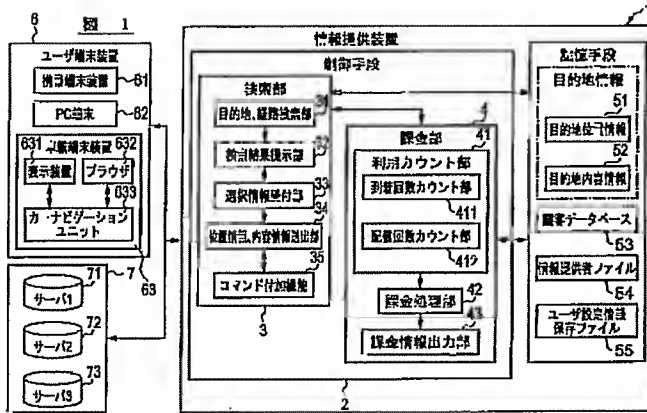 図 1
1
6
ユーザ端末装置
携帯端末装置
61
PC端末
62
車載端末装置
631
632
表示装置
ブラウザ
633
カーナビゲーション
ユニット
63
7
71
サーバ1
72
サーバ2
73
サーバ3
情報提供装置
制御手段
検索部
目的地、経路検索部
31
検索結果提示部
32
選択情報受付部
33
34
位置情報、内容情報送出部
35
コマンド付加機能
3
4
課金部
41
利用カウント部
到着回数カウント部
411
配信回数カウント部
412
課金処理部
42
43
課金情報出力部
2
記憶手段
目的地情報
51
目的地位置情報
52
目的地内容情報
顧客データベース
53
情報提供者ファイル
54
ユーザ設定情報
保存ファイル
55